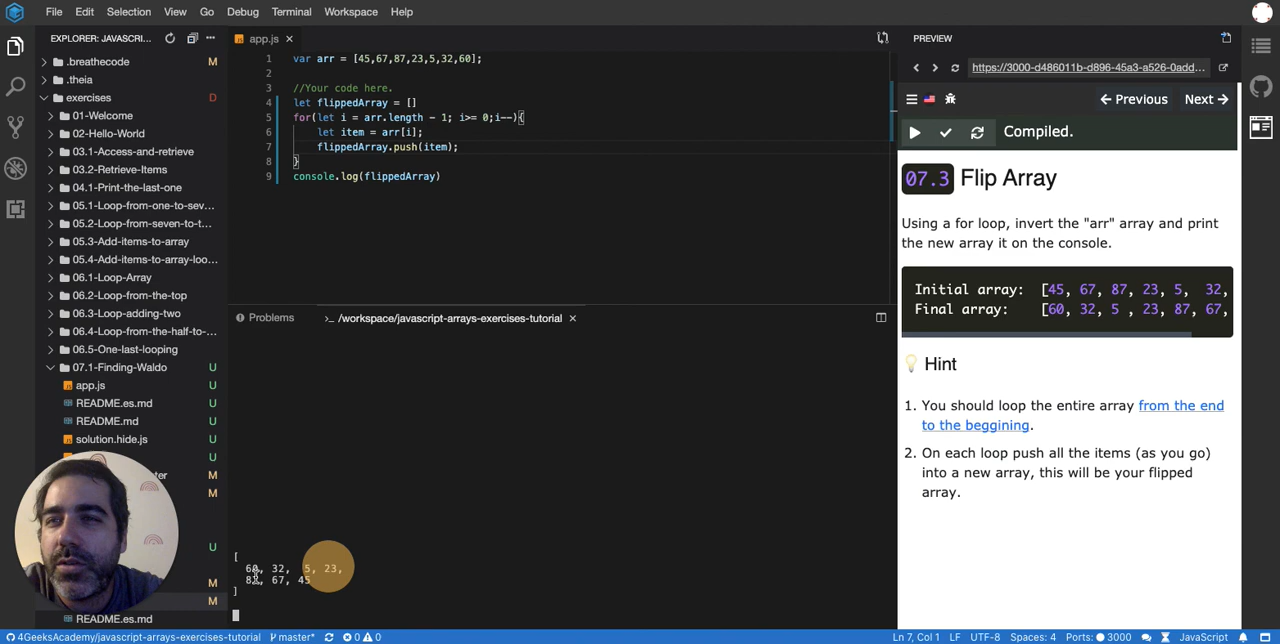 File Edit Selection View Go Debug Terminal Workspace Help
EXPLORER: JAVASCRI...
.breathecode M
.theia
exercises D
01-Welcome
02-Hello-World
03.1-Access-and-retrieve
03.2-Retrieve-Items
04.1-Print-the-last-one
05.1-Loop-from-one-to-sev...
05.2-Loop-from-seven-to-t...
05.3-Add-items-to-array
05.4-Add-items-to-array-loo...
06.1-Loop-Array
06.2-Loop-from-the-top
06.3-Loop-adding-two
06.4-Loop-from-the-half-to-...
06.5-One-last-looping
07.1-Finding-Waldo U
app.js U
README.es.md U
README.md U
solution.hide.js U
U
M
M
U
M
M
README.es.md U
app.js ×
1 var arr = [45,67,87,23,5,32,60];
2
3 //Your code here.
4 let flippedArray = []
5 for(let i = arr.length - 1; i>= 0;i--){
6 let item = arr[i];
7 flippedArray.push(item);
8 }
9 console.log(flippedArray)
Problems >_ /workspace/javascript-arrays-exercises-tutorial ×
[
60, 32, 5, 23,
87, 67, 45
]
PREVIEW
https://3000-d486011b-d896-45a3-a526-0add...
Previous Next
Compiled.
07.3 Flip Array
Using a for loop, invert the "arr" array and print
the new array it on the console.
Initial array: [45, 67, 87, 23, 5, 32,
Final array: [60, 32, 5 , 23, 87, 67,
Hint
1. You should loop the entire array from the end
to the beggining.
2. On each loop push all the items (as you go)
into a new array, this will be your flipped
array.
4GeeksAcademy/javascript-arrays-exercises-tutorial master* 0 0 Ln 7, Col 1 LF UTF-8 Spaces: 4 Ports: 3000 JavaScript